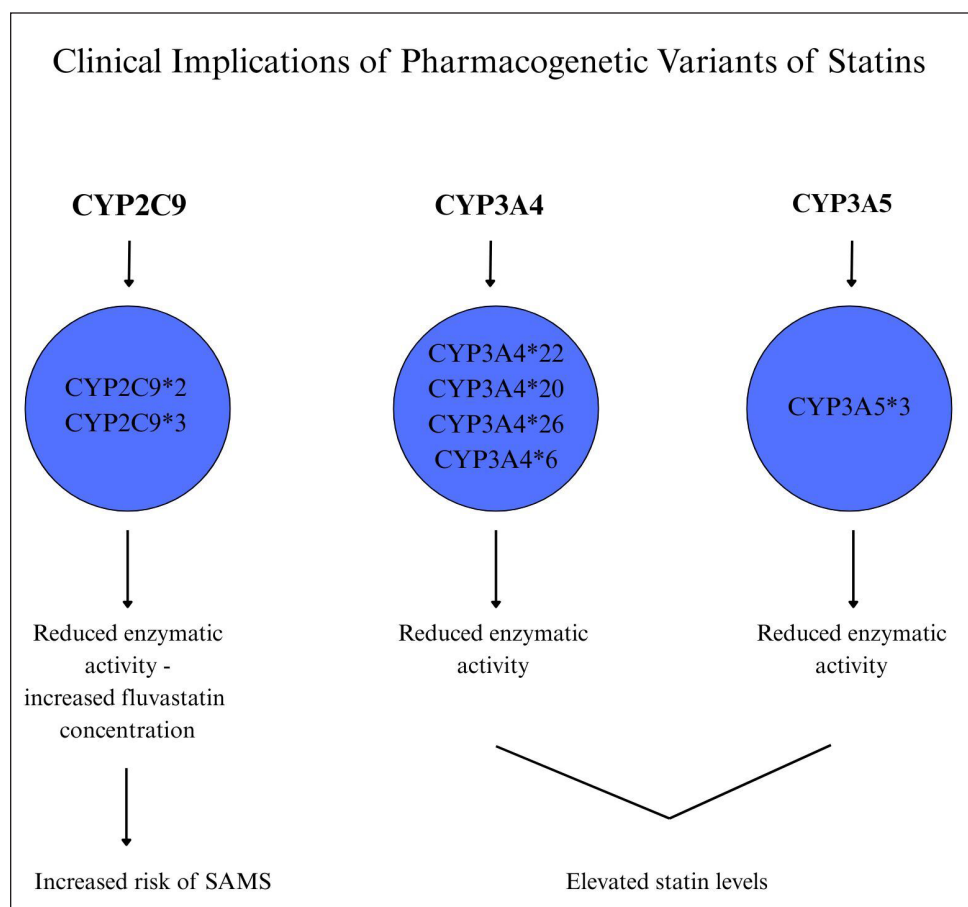 Clinical Implications of Pharmacogenetic Variants of Statins
CYP2C9
CYP3A4
CYP3A5
CYP2C9*2
CYP2C9*3
CYP3A4*22
CYP3A4*20
CYP3A4*26
CYP3A4*6
CYP3A5*3
Reduced enzymatic
activity -
increased fluvastatin
concentration
Reduced enzymatic
activity
Reduced enzymatic
activity
Increased risk of SAMS
Elevated statin levels